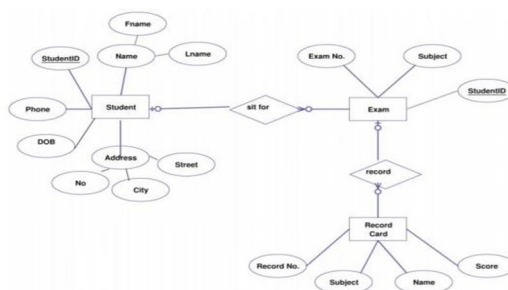 Fname
Name
Lname
StudentID
Phone
Student
DOB
Address
Street
No
City
sit for
Exam No.
Subject
StudentID
Exam
record
Record
Card
Record No.
Subject
Name
Score